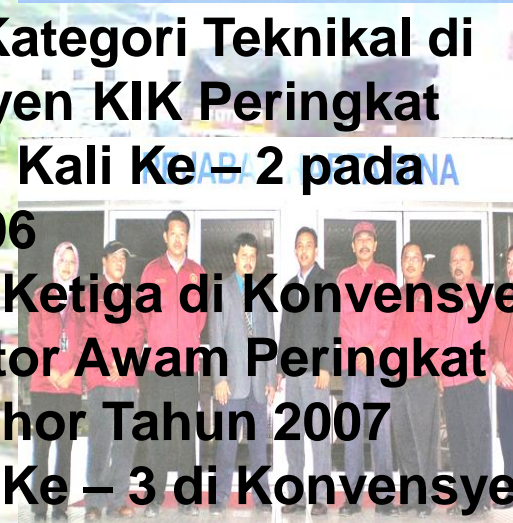 Kategori Teknikal di
yen KIK Peringkat
Kali Ke – 2 pada
06
Ketiga di Konvensye
tor Awam Peringkat
hor Tahun 2007
Ke – 3 di Konvensye